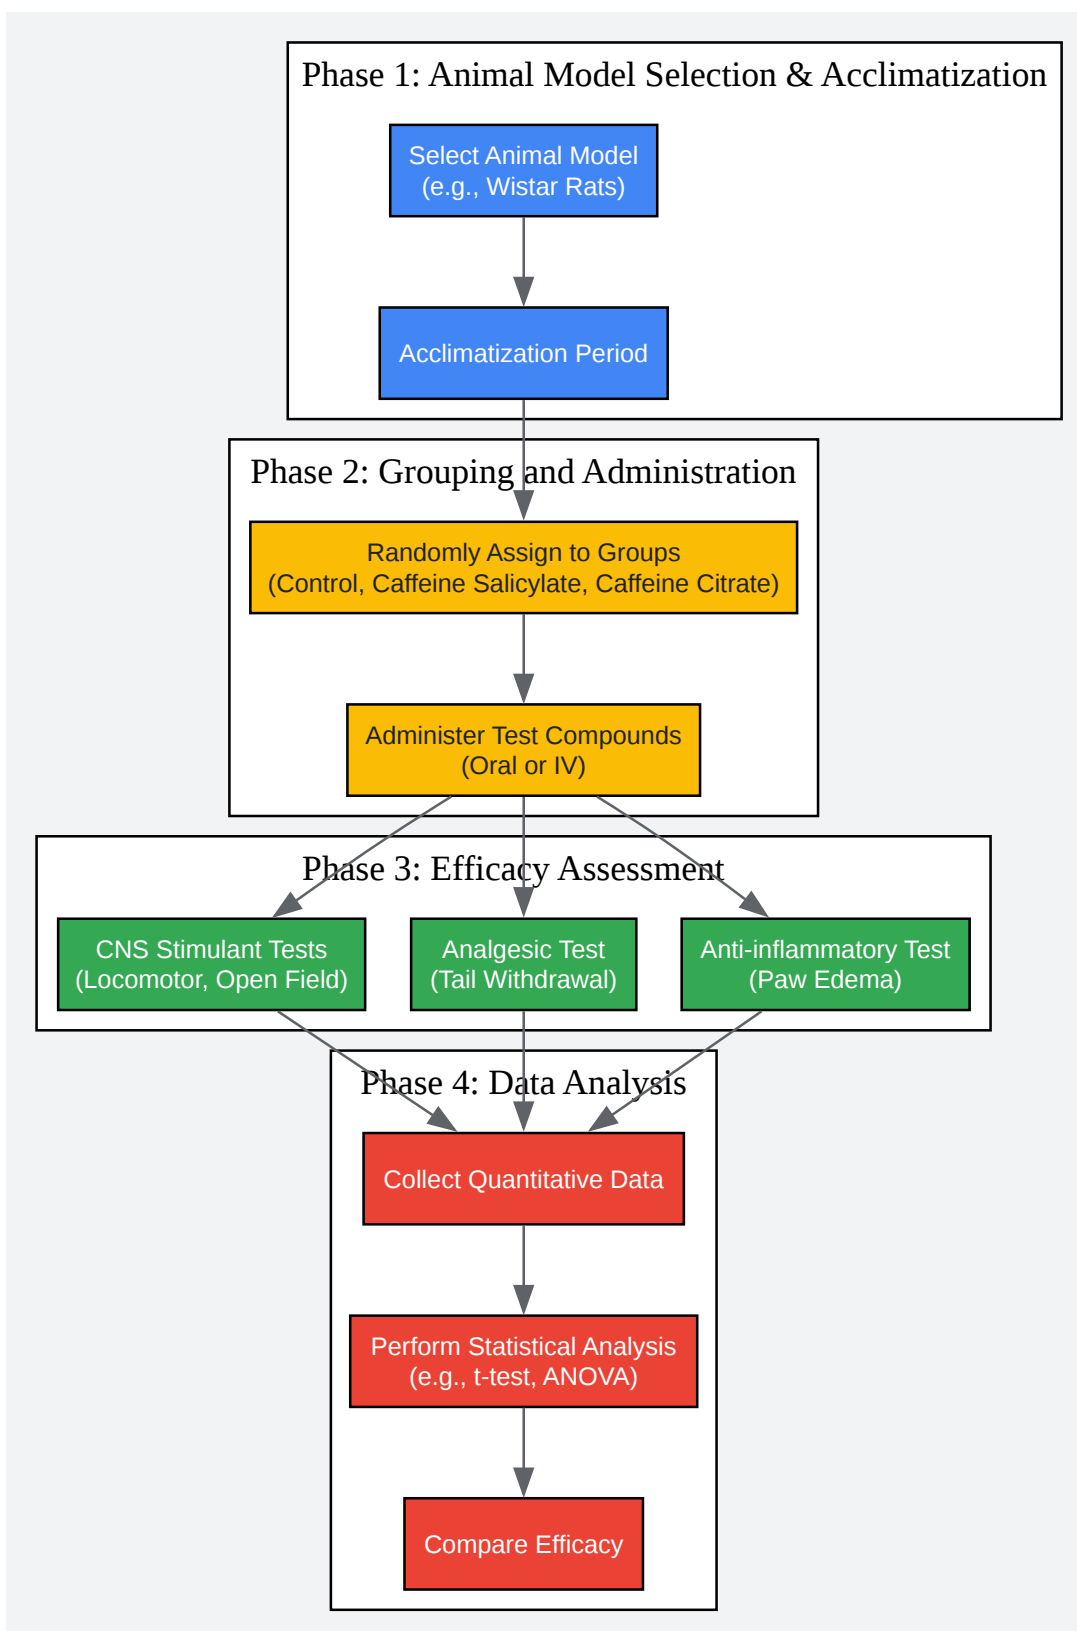 Phase 1: Animal Model Selection & Acclimatization
Select Animal Model
(e.g., Wistar Rats)
Acclimatization Period
Phase 2: Grouping and Administration
Randomly Assign to Groups
(Control, Caffeine Salicylate, Caffeine Citrate)
Administer Test Compounds
(Oral or IV)
Phase 3: Efficacy Assessment
CNS Stimulant Tests
(Locomotor, Open Field)
Analgesic Test
(Tail Withdrawal)
Anti-inflammatory Test
(Paw Edema)
Phase 4: Data Analysis
Collect Quantitative Data
Perform Statistical Analysis
(e.g., t-test, ANOVA)
Compare Efficacy